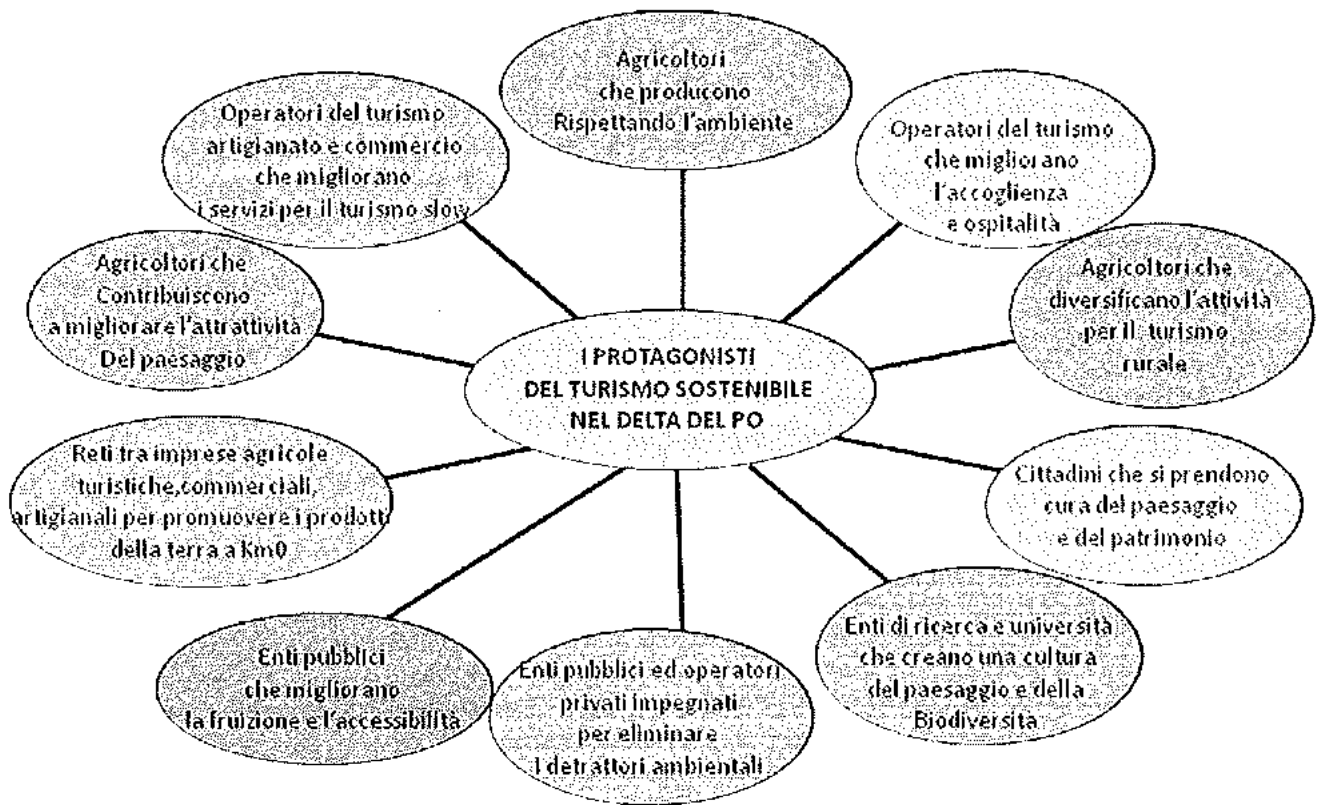 Agricoltori
che producono
Rispettando l'ambiente
Operatori del turismo
artigianato e commercio
che migliorano
i servizi per il turismo slow
Operatori del turismo
che migliorano
l'accoglienza
e ospitalità
Agricoltori che
Contribuiscono
a migliorare l'attrattività
Del paesaggio
Agricoltori che
diversificano l'attività
per il turismo
rurale
I PROTAGONISTI
DEL TURISMO SOSTENIBILE
NEL DELTA DEL PO
Reti tra imprese agricole
turistiche,commerciali,
artigianali per promuovere i prodotti
della terra a Km0
Cittadini che si prendono
cura del paesaggio
e del patrimonio
Enti pubblici
che migliorano
la fruizione e l'accessibilità
Enti pubblici ed operatori
privati impegnati
per eliminare
I detrattori ambientali
Enti di ricerca e università
che creano una cultura
del paesaggio e della
Biodiversità